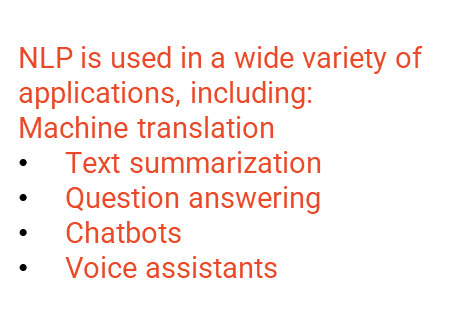 NLP is used in a wide variety of
applications, including:
Machine translation
• Text summarization
• Question answering
• Chatbots
• Voice assistants